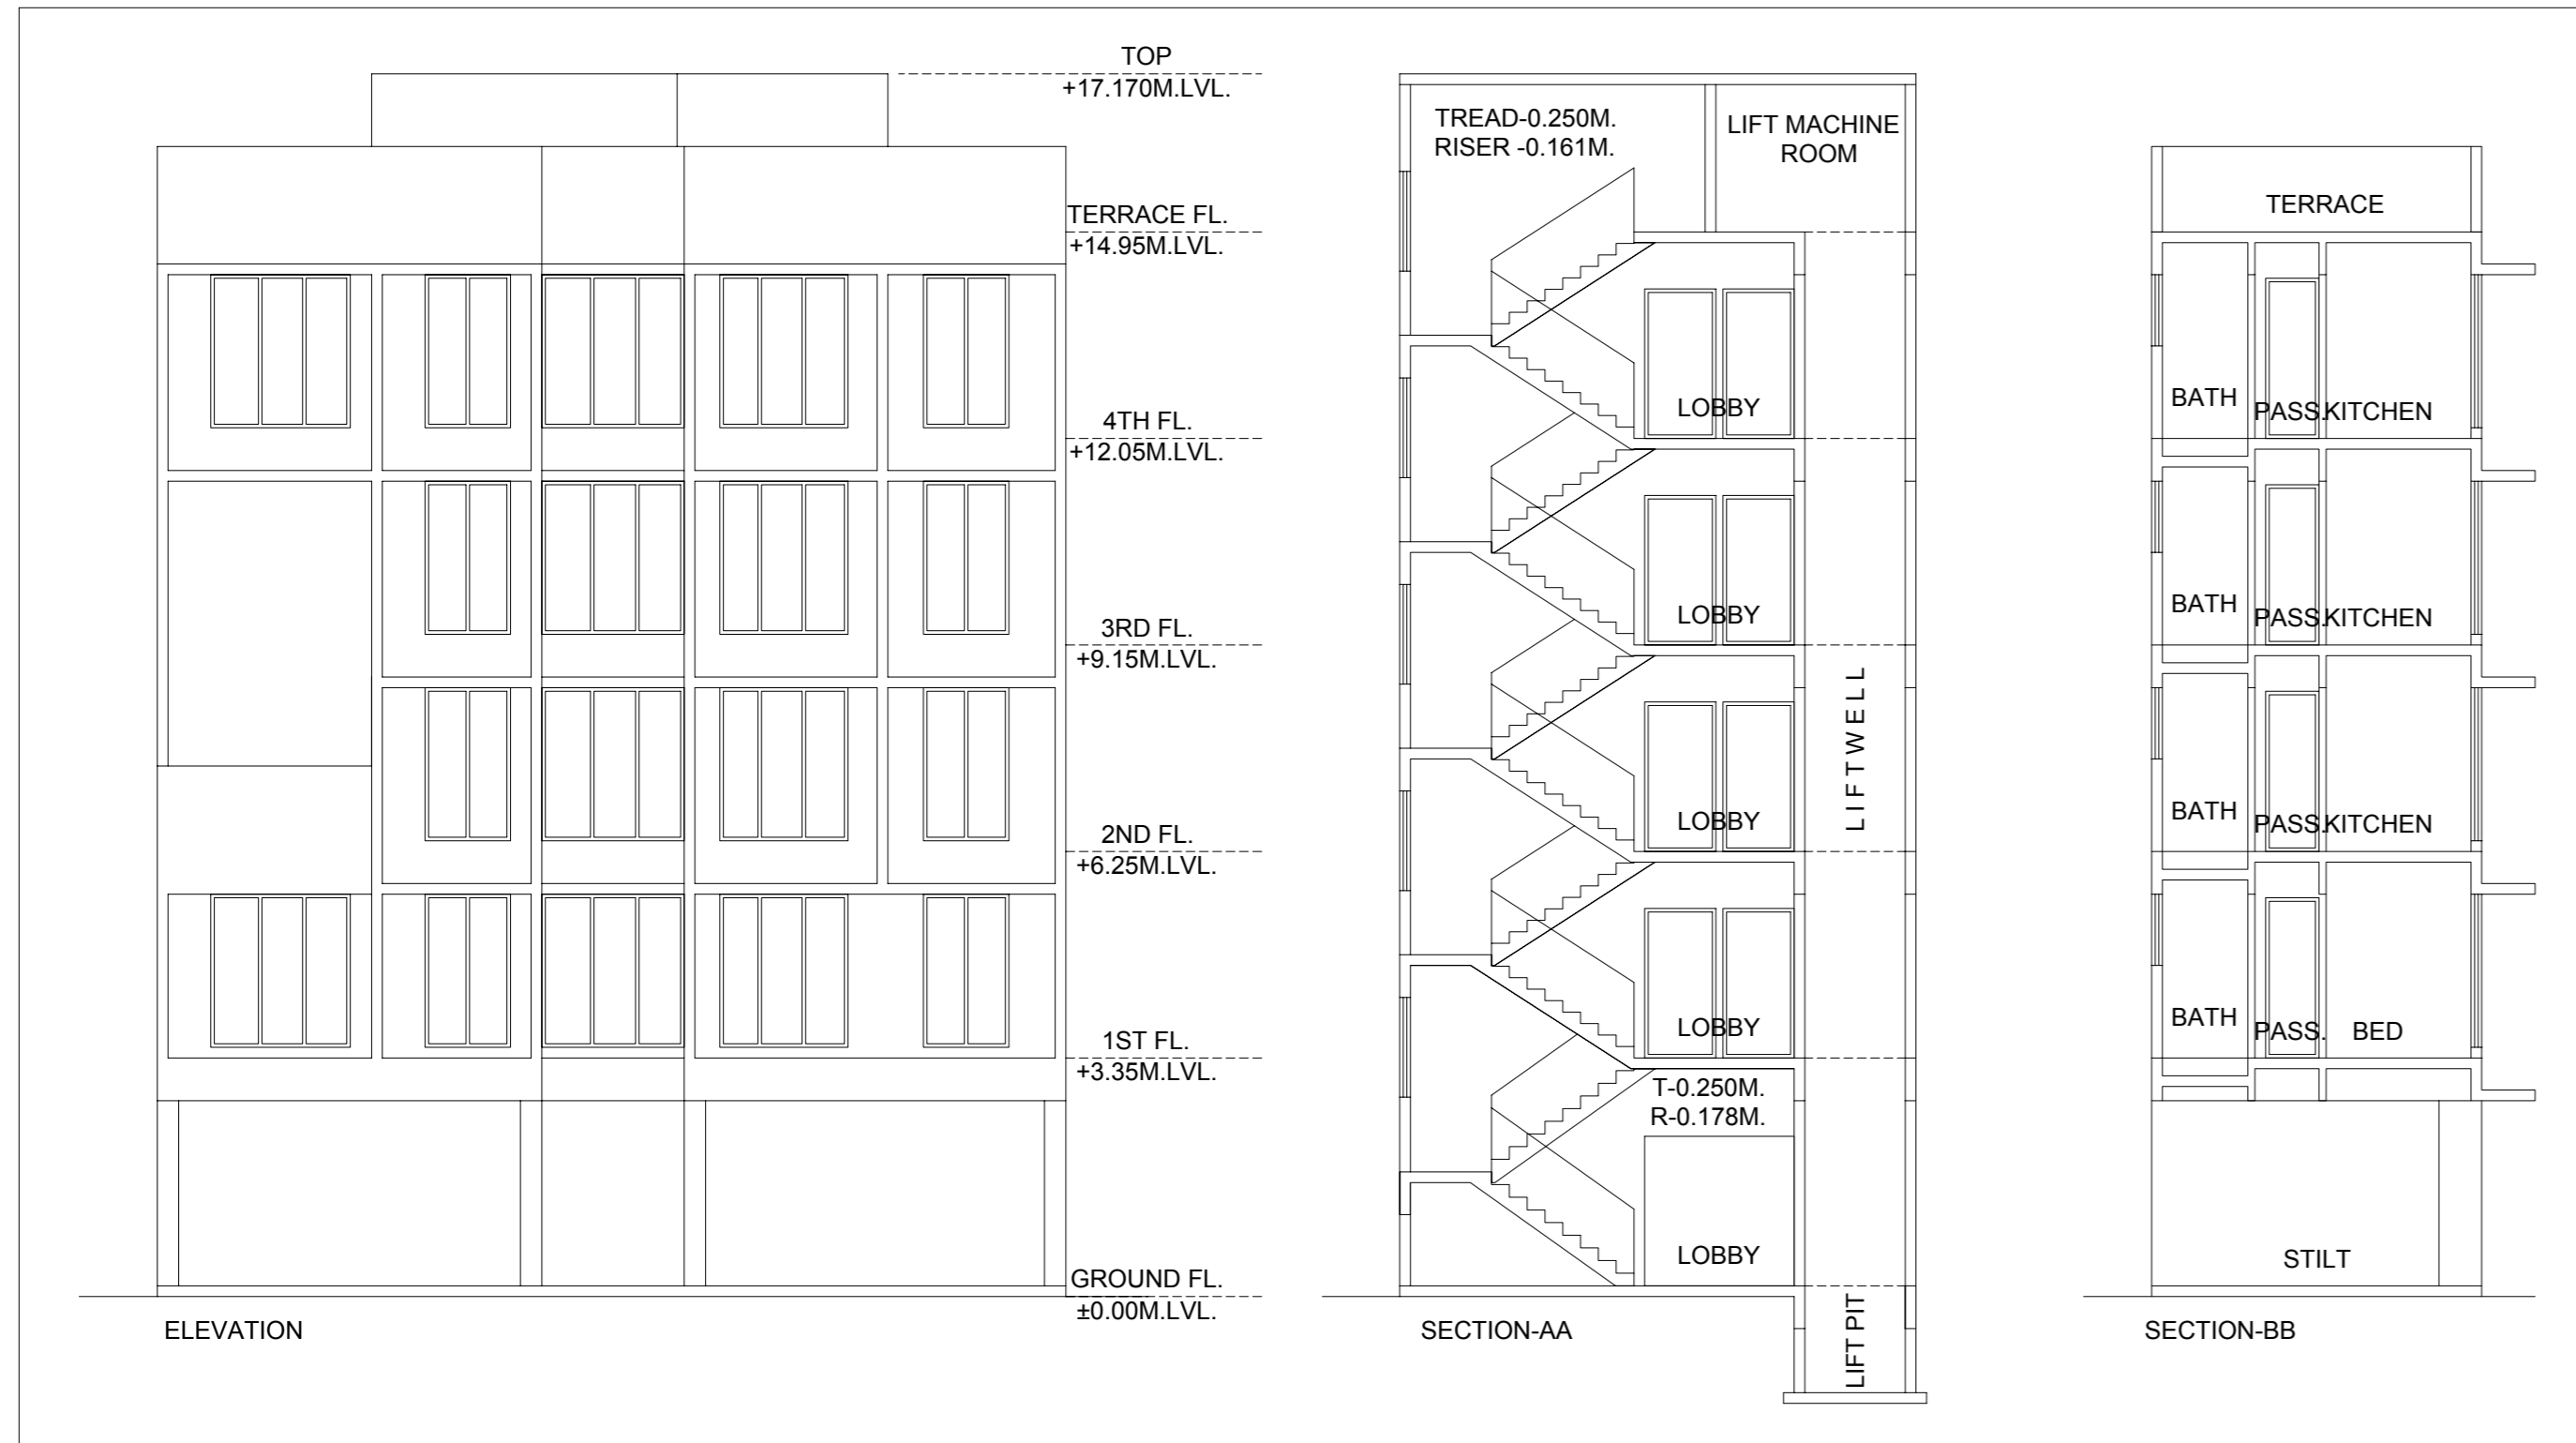 TOP
+17.170M.LVL.
TERRACE FL.
+14.95M.LVL.
4TH FL.
+12.05M.LVL.
3RD FL.
+9.15M.LVL.
2ND FL.
+6.25M.LVL.
1ST FL.
+3.35M.LVL.
GROUND FL.
±0.00M.LVL.
ELEVATION
TREAD-0.250M.
RISER -0.161M.
LIFT MACHINE
ROOM
LOBBY
LOBBY
LOBBY
LOBBY
T-0.250M.
R-0.178M.
LOBBY
LIFTWELL
LIFT PIT
SECTION-AA
TERRACE
BATH PASS. KITCHEN
BATH PASS. KITCHEN
BATH PASS. KITCHEN
BATH PASS. BED
STILT
SECTION-BB